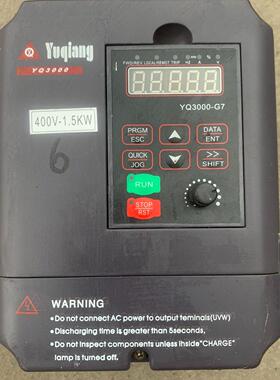 Yuqiang
YQ3000
400V-1.5KW
6
FWD/REV LOCAL/REMOT TRIP
Hz A V
YQ3000-G7
PRGM
ESC
DATA
ENT
QUICK
JOG
>>
SHIFT
RUN
STOP
RST
WARNING
●Do not connect AC power to output teminals(UVW)
●Discharging time is greater than 5seconds,
●Do not inspect components unless inside"CHARGE"
lamp is turned off.